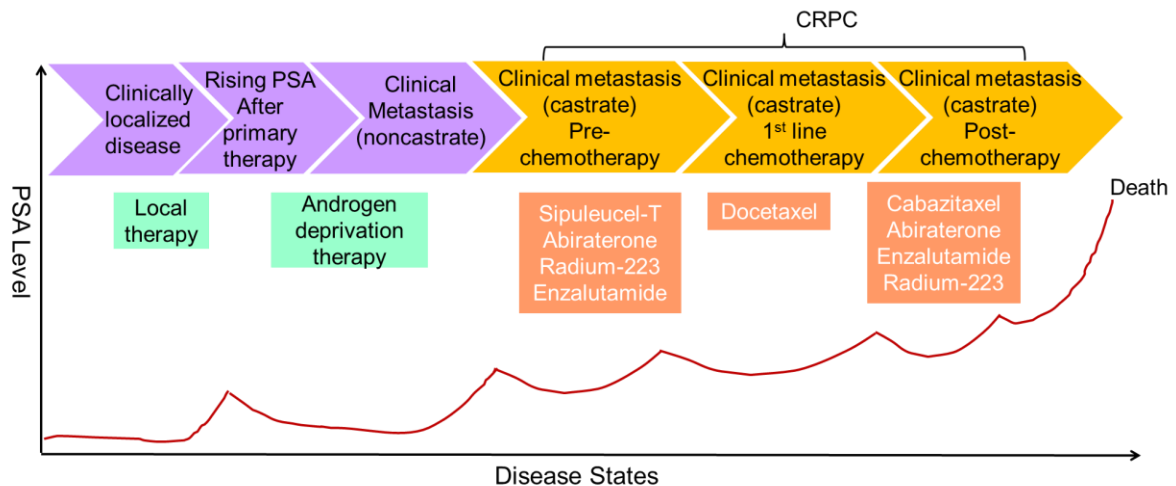 CRPC
Clinically
localized
disease
Rising PSA
After
primary
therapy
Clinical
Metastasis
(noncastrate)
Clinical metastasis
(castrate)
Pre-
chemotherapy
Clinical metastasis
(castrate)
1st line
chemotherapy
Clinical metastasis
(castrate)
Post-
chemotherapy
Local
therapy
Androgen
deprivation
therapy
Sipuleucel-T
Abiraterone
Radium-223
Enzalutamide
Docetaxel
Cabazitaxel
Abiraterone
Enzalutamide
Radium-223
Death
PSA Level
Disease States